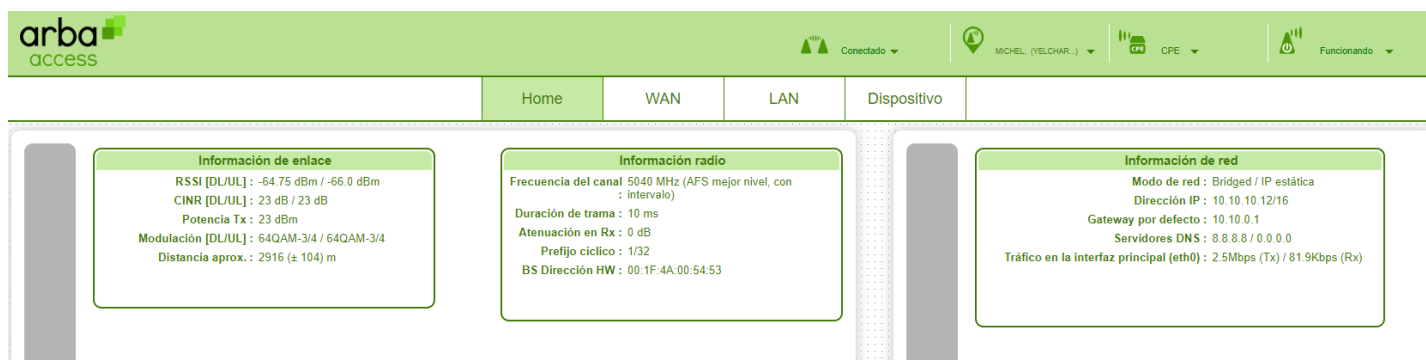 arba
access
Conectado
MICHEL, (YELCHAR...)
CPE
CPE
Funcionando
Home
WAN
LAN
Dispositivo
Información de enlace
RSSI [DL/UL] : -64.75 dBm / -66.0 dBm
CINR [DL/UL] : 23 dB / 23 dB
Potencia Tx : 23 dBm
Modulación [DL/UL] : 64QAM-3/4 / 64QAM-3/4
Distancia aprox. : 2916 (± 104) m
Información radio
Frecuencia del canal 5040 MHz (AFS mejor nivel, con
: intervalo)
Duración de trama : 10 ms
Atenuación en Rx : 0 dB
Prefijo cíclico : 1/32
BS Dirección HW : 00:1F:4A:00:54:53
Información de red
Modo de red : Bridged / IP estática
Dirección IP : 10.10.10.12/16
Gateway por defecto : 10.10.0.1
Servidores DNS : 8.8.8.8 / 0.0.0.0
Tráfico en la interfaz principal (eth0) : 2.5Mbps (Tx) / 81.9Kbps (Rx)